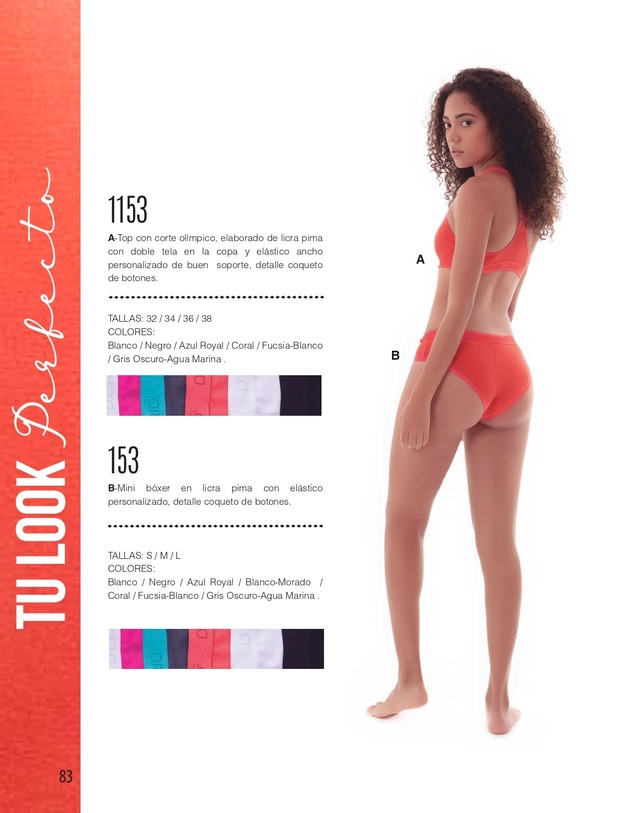 TU LOOK Perfecto
1153
A-Top con corte olímpico, elaborado de licra pima
con doble tela en la copa y elástico ancho
personalizado de buen soporte, detalle coqueto
de botones.
TALLAS: 32 / 34 / 36 / 38
COLORES:
Blanco / Negro / Azul Royal / Coral / Fucsia-Blanco
/ Gris Oscuro-Agua Marina .
A
B
153
B-Mini bóxer en licra pima con elástico
personalizado, detalle coqueto de botones.
TALLAS: S / M / L
COLORES:
Blanco / Negro / Azul Royal / Blanco-Morado /
Coral / Fucsia-Blanco / Gris Oscuro-Agua Marina .
83